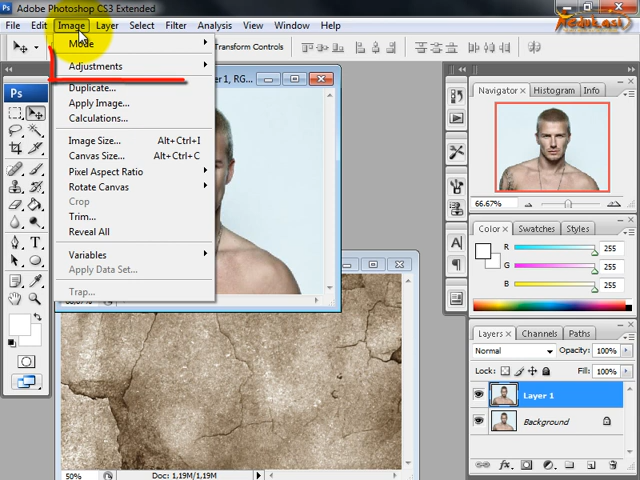 Adobe Photoshop CS3 Extended
File Edit Image Layer Select Filter Analysis View Window Help
Mode
Transform Controls
Adjustments
Duplicate...
Apply Image...
Calculations...
Image Size... Alt+Ctrl+I
Canvas Size... Alt+Ctrl+C
Pixel Aspect Ratio
Rotate Canvas
Crop
Trim...
Reveal All
Variables
Apply Data Set...
Trap...
er 1, RG...
Ps
T
50% Doc: 1,19M/1,19M
Navigator × Histogram Info
66.67%
Color × Swatches Styles
R 255
G 255
B 255
A
Layers × Channels Paths
Normal Opacity: 100%
Lock: Fill: 100%
Layer 1
Background
fx